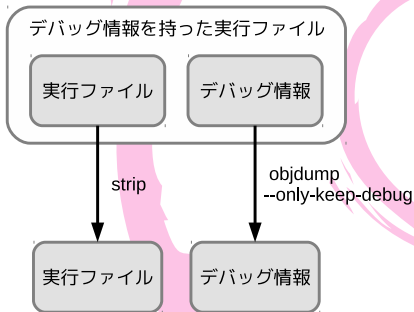 デバッグ情報を持った実行ファイル
実行ファイル
デバッグ情報
strip
objdump
--only-keep-debug
実行ファイル
デバッグ情報